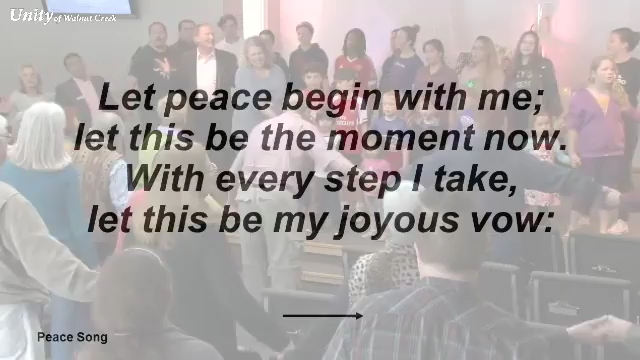 Unity of Walnut Creek
Let peace begin with me;
let this be the moment now.
With every step I take,
let this be my joyous vow:
Peace Song